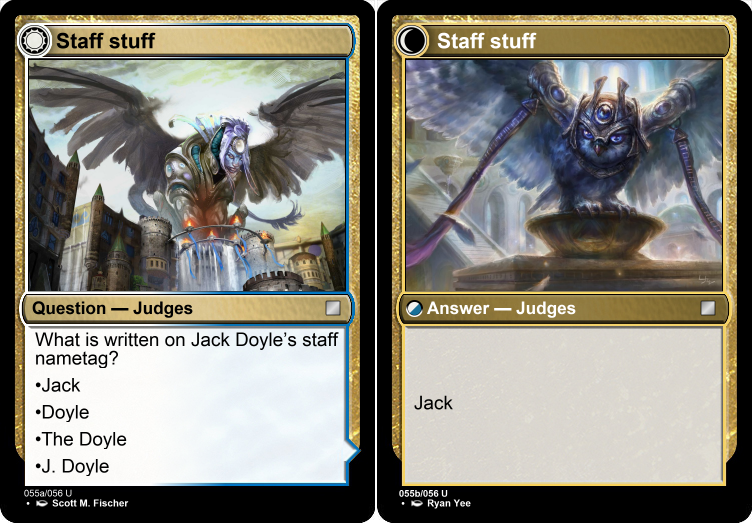 Staff stuff
Question — Judges
What is written on Jack Doyle's staff
nametag?
•Jack
•Doyle
•The Doyle
•J. Doyle
055a/056 U
• Scott M. Fischer
Staff stuff
Answer — Judges
Jack
055b/056 U
• Ryan Yee